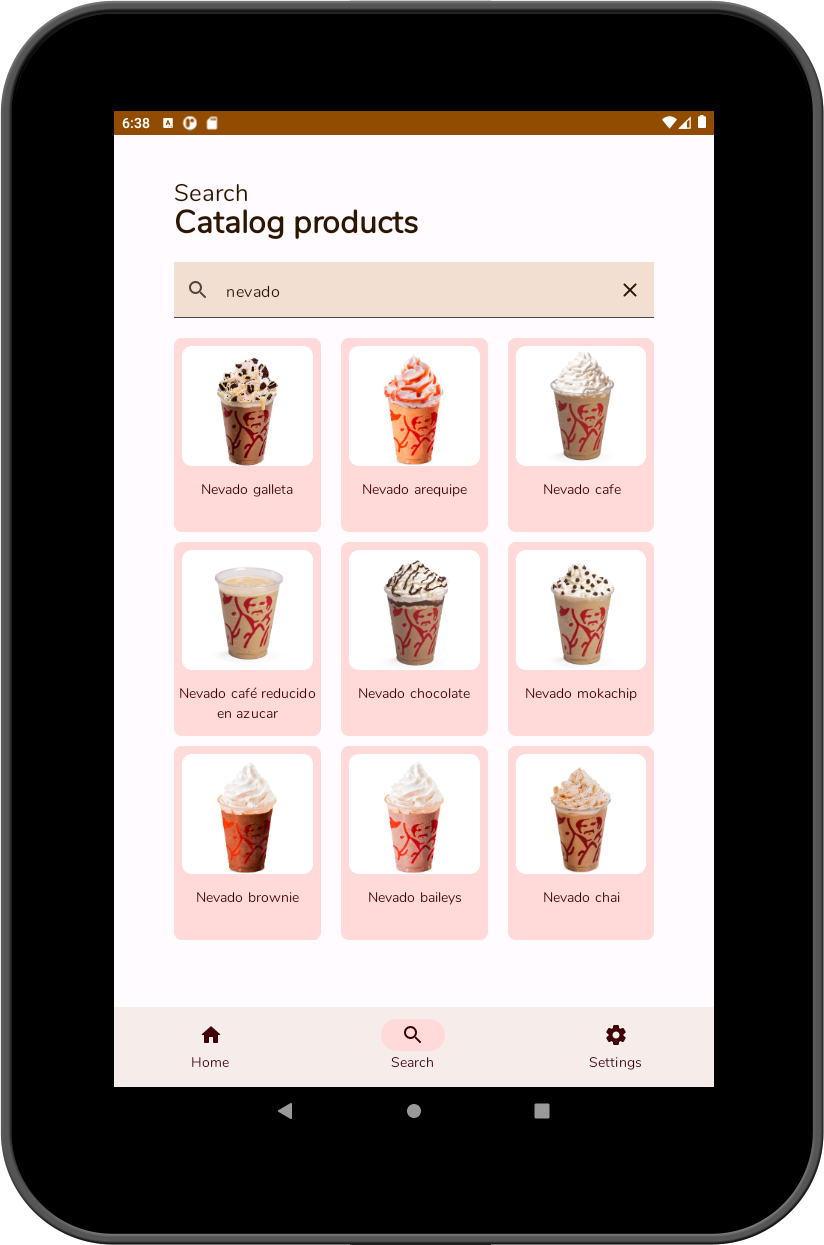 6:38
Search
Catalog products
nevado
Nevado galleta
Nevado arequipe
Nevado cafe
Nevado café reducido
en azucar
Nevado chocolate
Nevado mokachip
Nevado brownie
Nevado baileys
Nevado chai
Home
Search
Settings